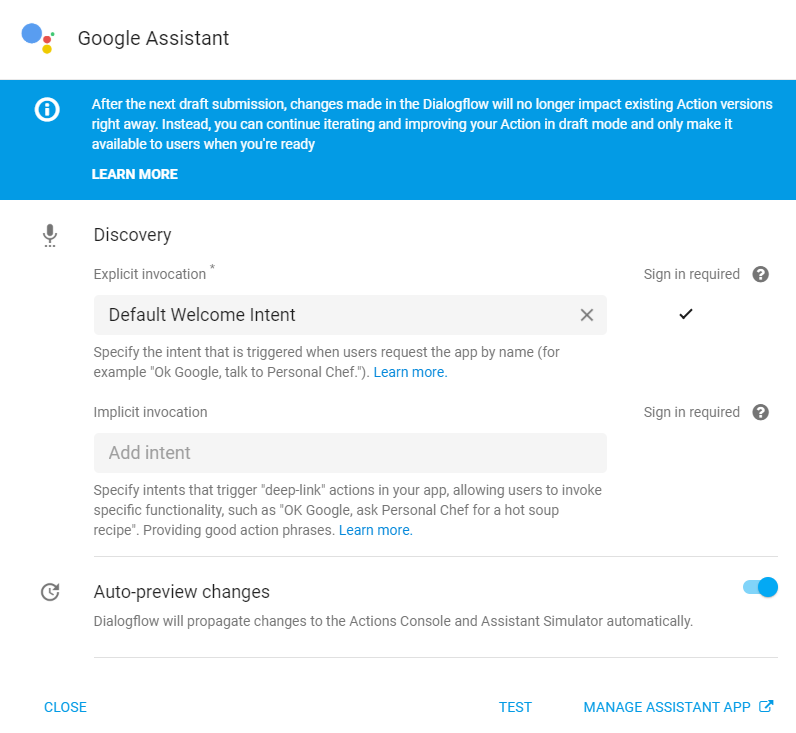 Google Assistant
After the next draft submission, changes made in the Dialogflow will no longer impact existing Action versions
right away. Instead, you can continue iterating and improving your Action in draft mode and only make it
available to users when you're ready
LEARN MORE
Discovery
Explicit invocation *
Sign in required
Default Welcome Intent
Specify the intent that is triggered when users request the app by name (for
example "Ok Google, talk to Personal Chef."). Learn more.
Implicit invocation
Sign in required
Add intent
Specify intents that trigger "deep-link" actions in your app, allowing users to invoke
specific functionality, such as "OK Google, ask Personal Chef for a hot soup
recipe". Providing good action phrases. Learn more.
Auto-preview changes
Dialogflow will propagate changes to the Actions Console and Assistant Simulator automatically.
CLOSE
TEST
MANAGE ASSISTANT APP